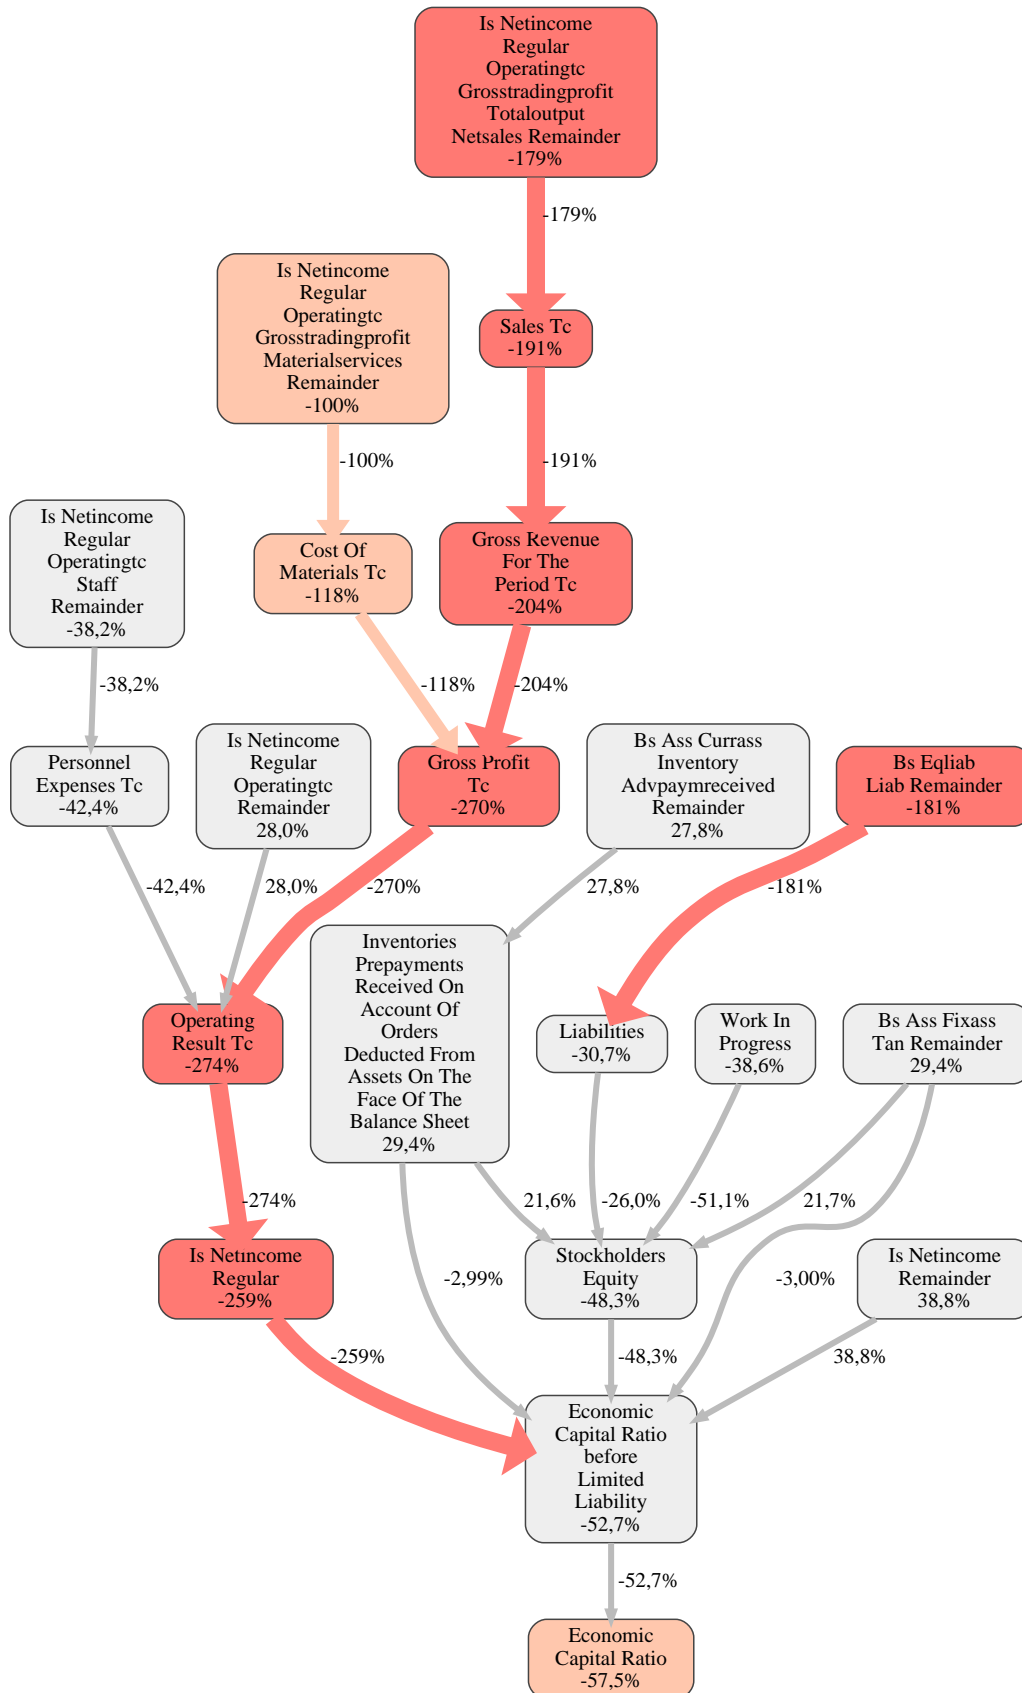 Is Netincome
Regular
Operatingtc
Grosstradingprofit
Totaloutput
Netsales Remainder
-179%
-179%
Is Netincome
Regular
Operatingtc
Grosstradingprofit
Materialservices
Remainder
-100%
Sales Tc
-191%
-100%
-191%
Is Netincome
Regular
Operatingtc
Staff
Remainder
-38,2%
Cost Of
Materials Tc
-118%
Gross Revenue
For The
Period Tc
-204%
-38,2%
-118%
-204%
Personnel
Expenses Tc
-42,4%
Is Netincome
Regular
Operatingtc
Remainder
28,0%
Gross Profit
Tc
-270%
Bs Ass Currass
Inventory
Advpaymreceived
Remainder
27,8%
Bs Eqliab
Liab Remainder
-181%
-42,4%
28,0%
-270%
27,8%
-181%
Inventories
Prepayments
Received On
Account Of
Orders
Deducted From
Assets On The
Face Of The
Balance Sheet
29,4%
Operating
Result Tc
-274%
Liabilities
-30,7%
Work In
Progress
-38,6%
Bs Ass Fixass
Tan Remainder
29,4%
-274%
21,6%
-26,0%
-51,1%
21,7%
Is Netincome
Regular
-259%
-2,99%
Stockholders
Equity
-48,3%
-3,00%
Is Netincome
Remainder
38,8%
-259%
-48,3%
38,8%
Economic
Capital Ratio
before
Limited
Liability
-52,7%
-52,7%
Economic
Capital Ratio
-57,5%